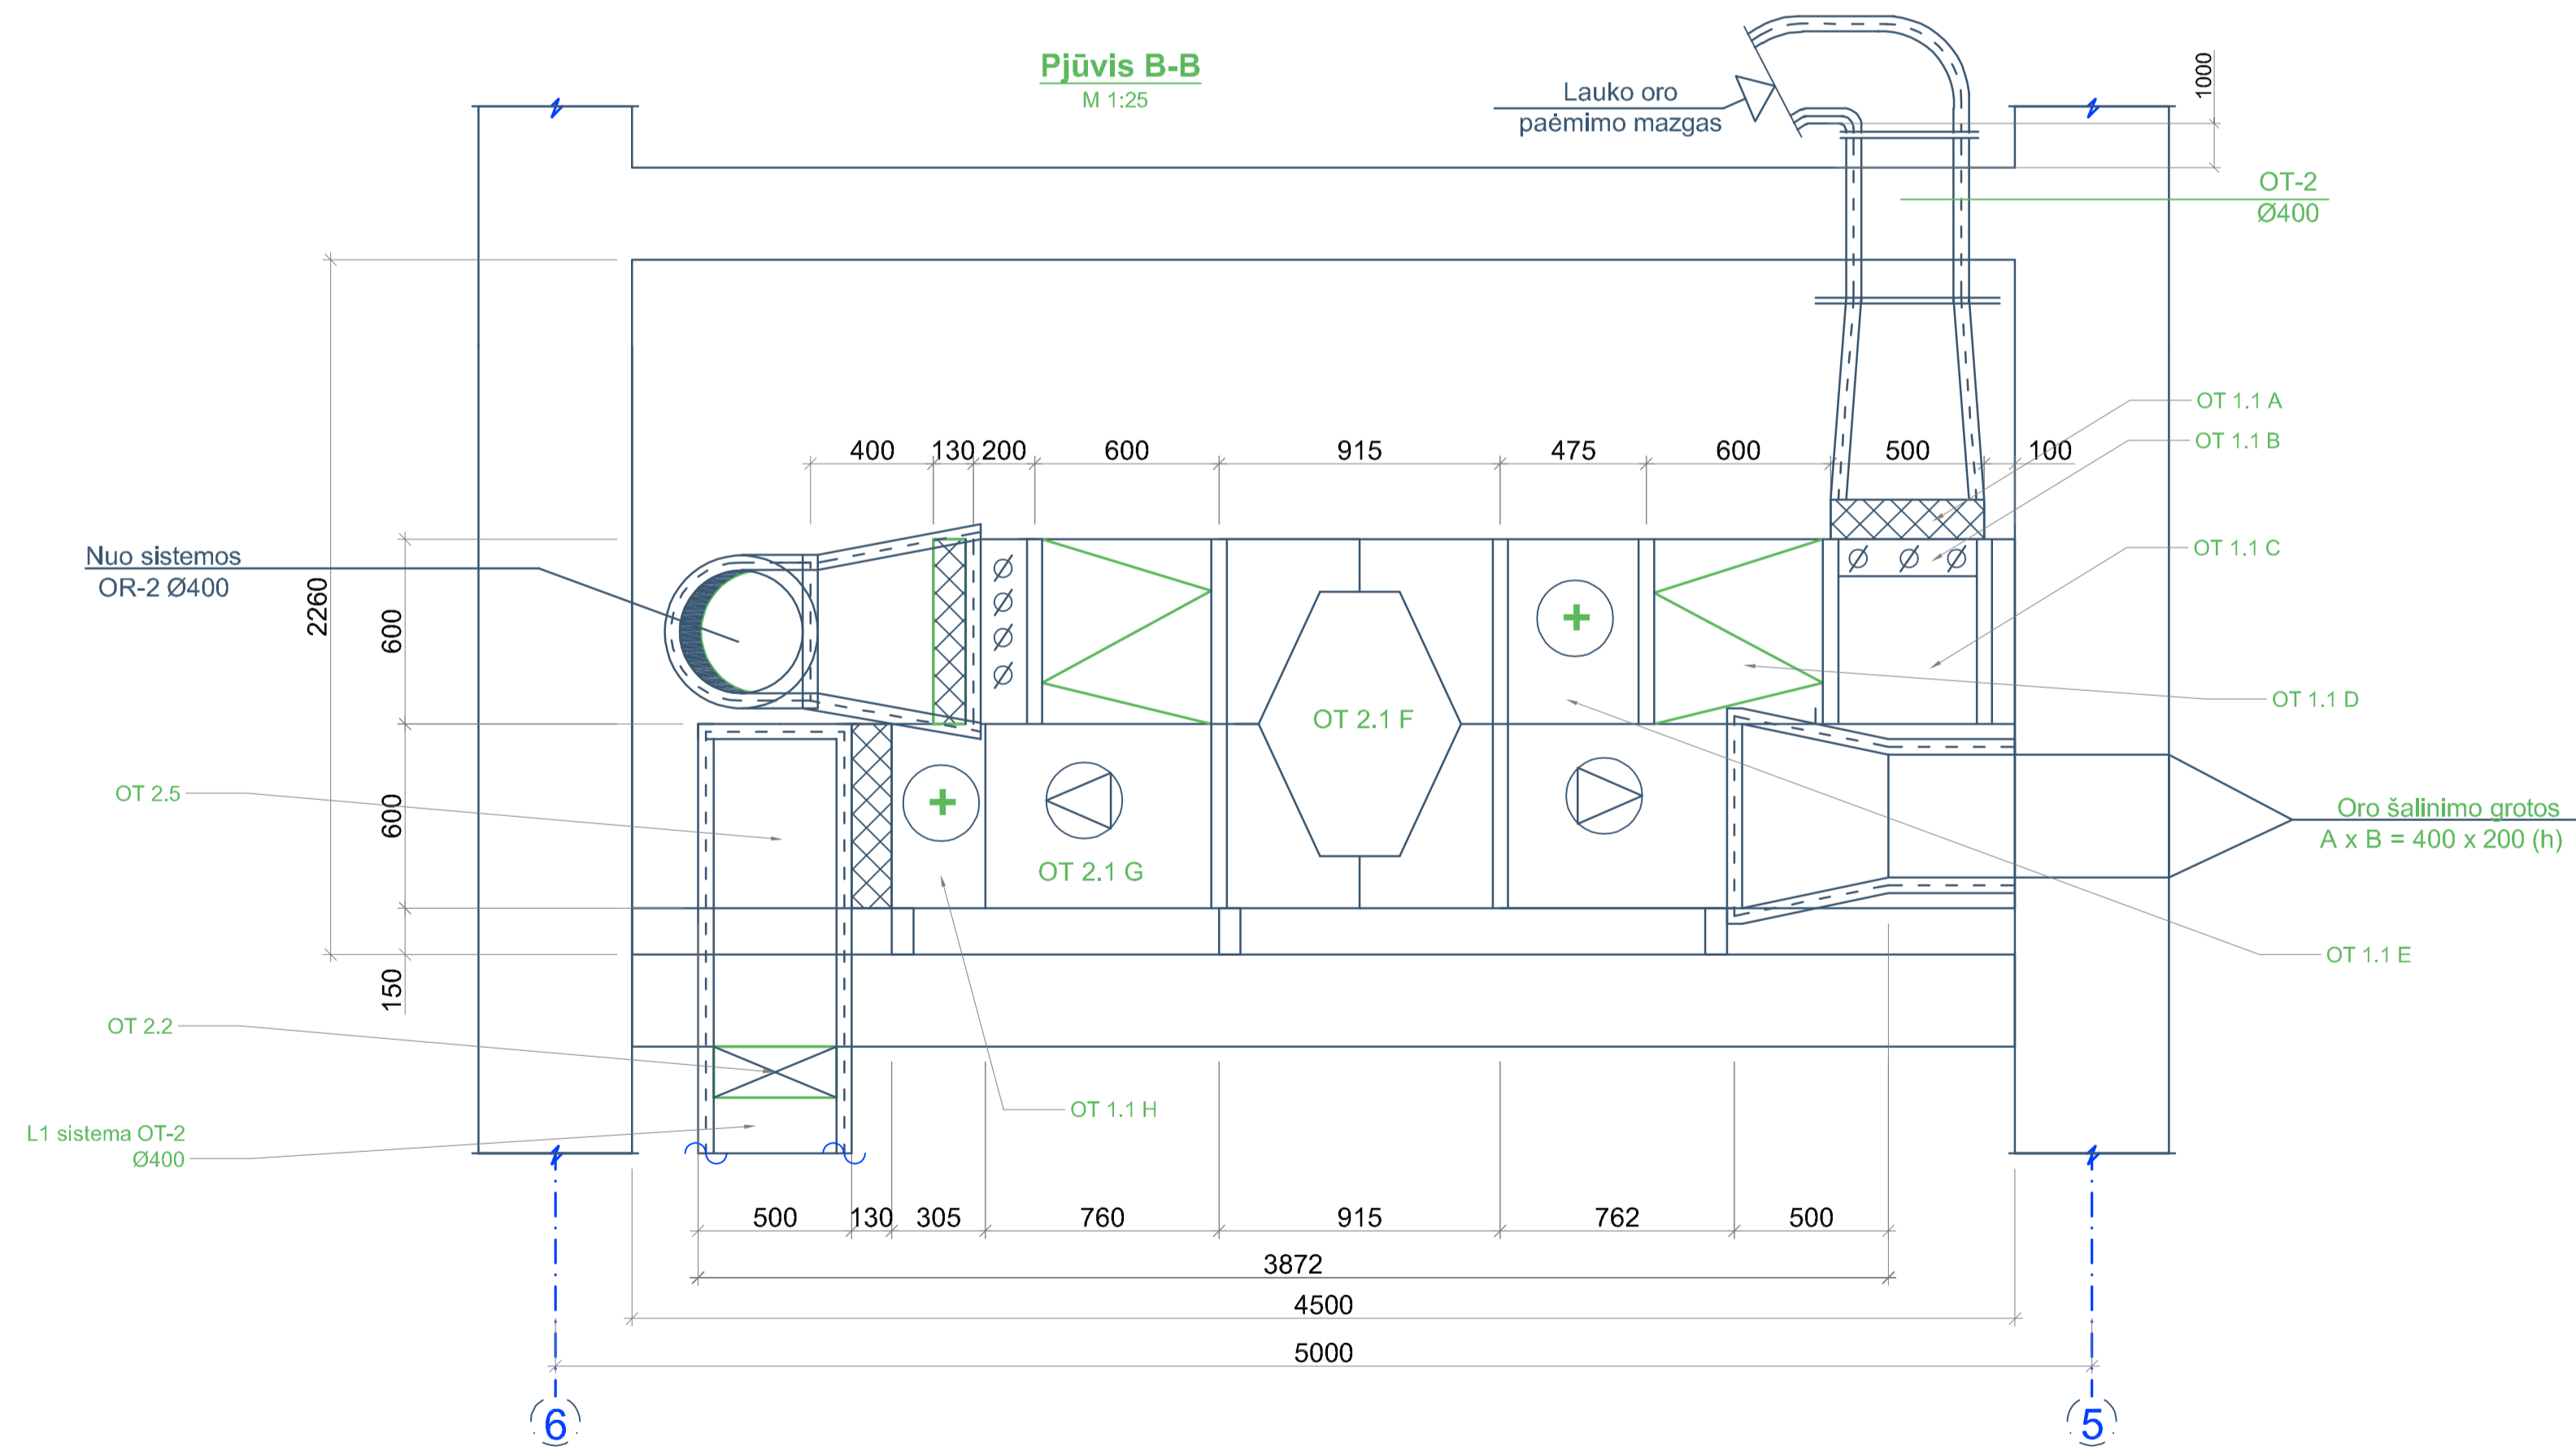 Pjūvis B-B
M 1:25
Lauko oro
paėmimo mazgas
1000
OT-2
Ø400
OT 1.1 A
OT 1.1 B
400
130
200
600
915
475
600
500
100
OT 1.1 C
Nuo sistemos
OR-2 Ø400
2260
600
OT 1.1 D
OT 2.1 F
OT 2.5
600
Oro šalinimo grotos
A x B = 400 x 200 (h)
OT 2.1 G
OT 1.1 E
150
OT 2.2
OT 1.1 H
L1 sistema OT-2
Ø400
500
130
305
760
915
762
500
3872
4500
5000
6
5